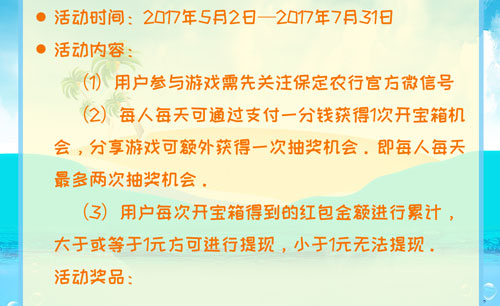 ● 活动时间：2017年5月2日—2017年7月31日
● 活动内容：
（1）用户参与游戏需先关注保定农行官方微信号
（2）每人每天可通过支付一分钱获得1次开宝箱机
会，分享游戏可额外获得一次抽奖机会。即每人每天
最多两次抽奖机会。
（3）用户每次开宝箱得到的红包金额进行累计，
大于或等于1元方可进行提现，小于1元无法提现。
活动奖品：